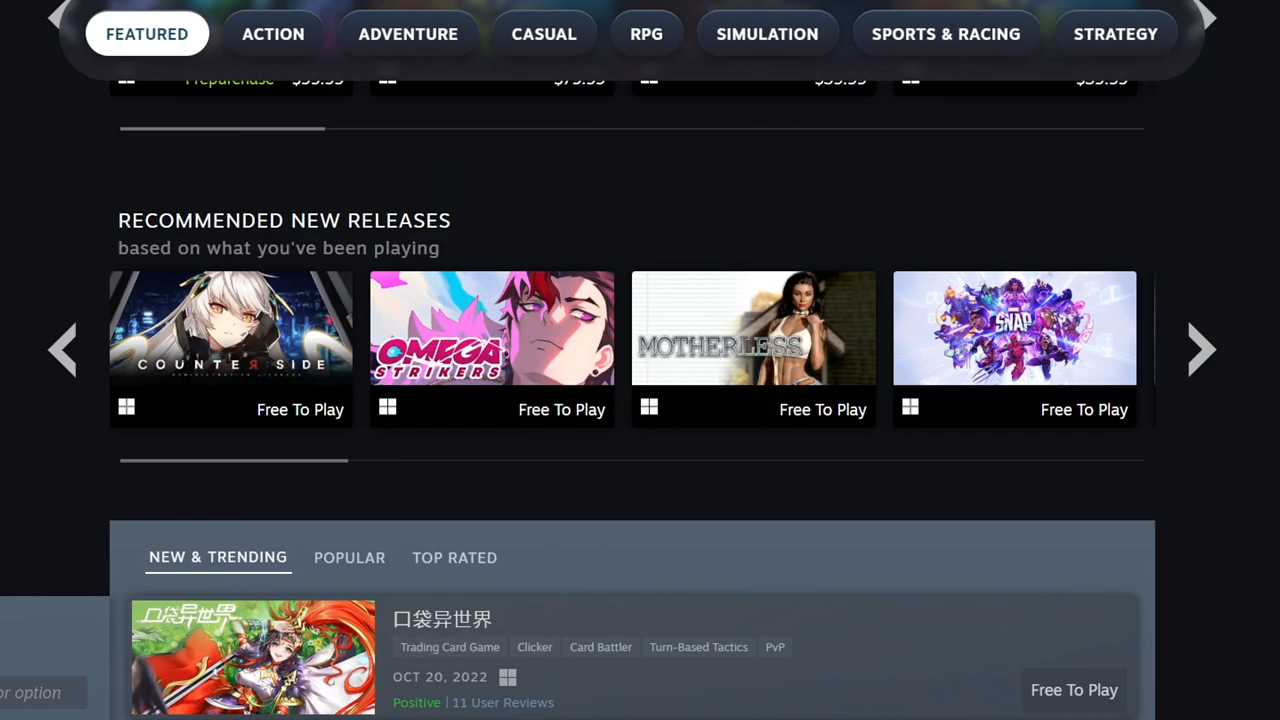 FEATURED
ACTION
ADVENTURE
CASUAL
RPG
SIMULATION
SPORTS & RACING
STRATEGY
Prepurchase
RECOMMENDED NEW RELEASES
based on what you've been playing
COUNTER:SIDE
OMEGA
STRIKERS
MOTHERLESS
SNAP
Free To Play
Free To Play
Free To Play
Free To Play
NEW & TRENDING
POPULAR
TOP RATED
口袋异世界
口袋异世界
Trading Card Game
Clicker
Card Battler
Turn-Based Tactics
PvP
OCT 20, 2022
Free To Play
or option
Positive | 11 User Reviews